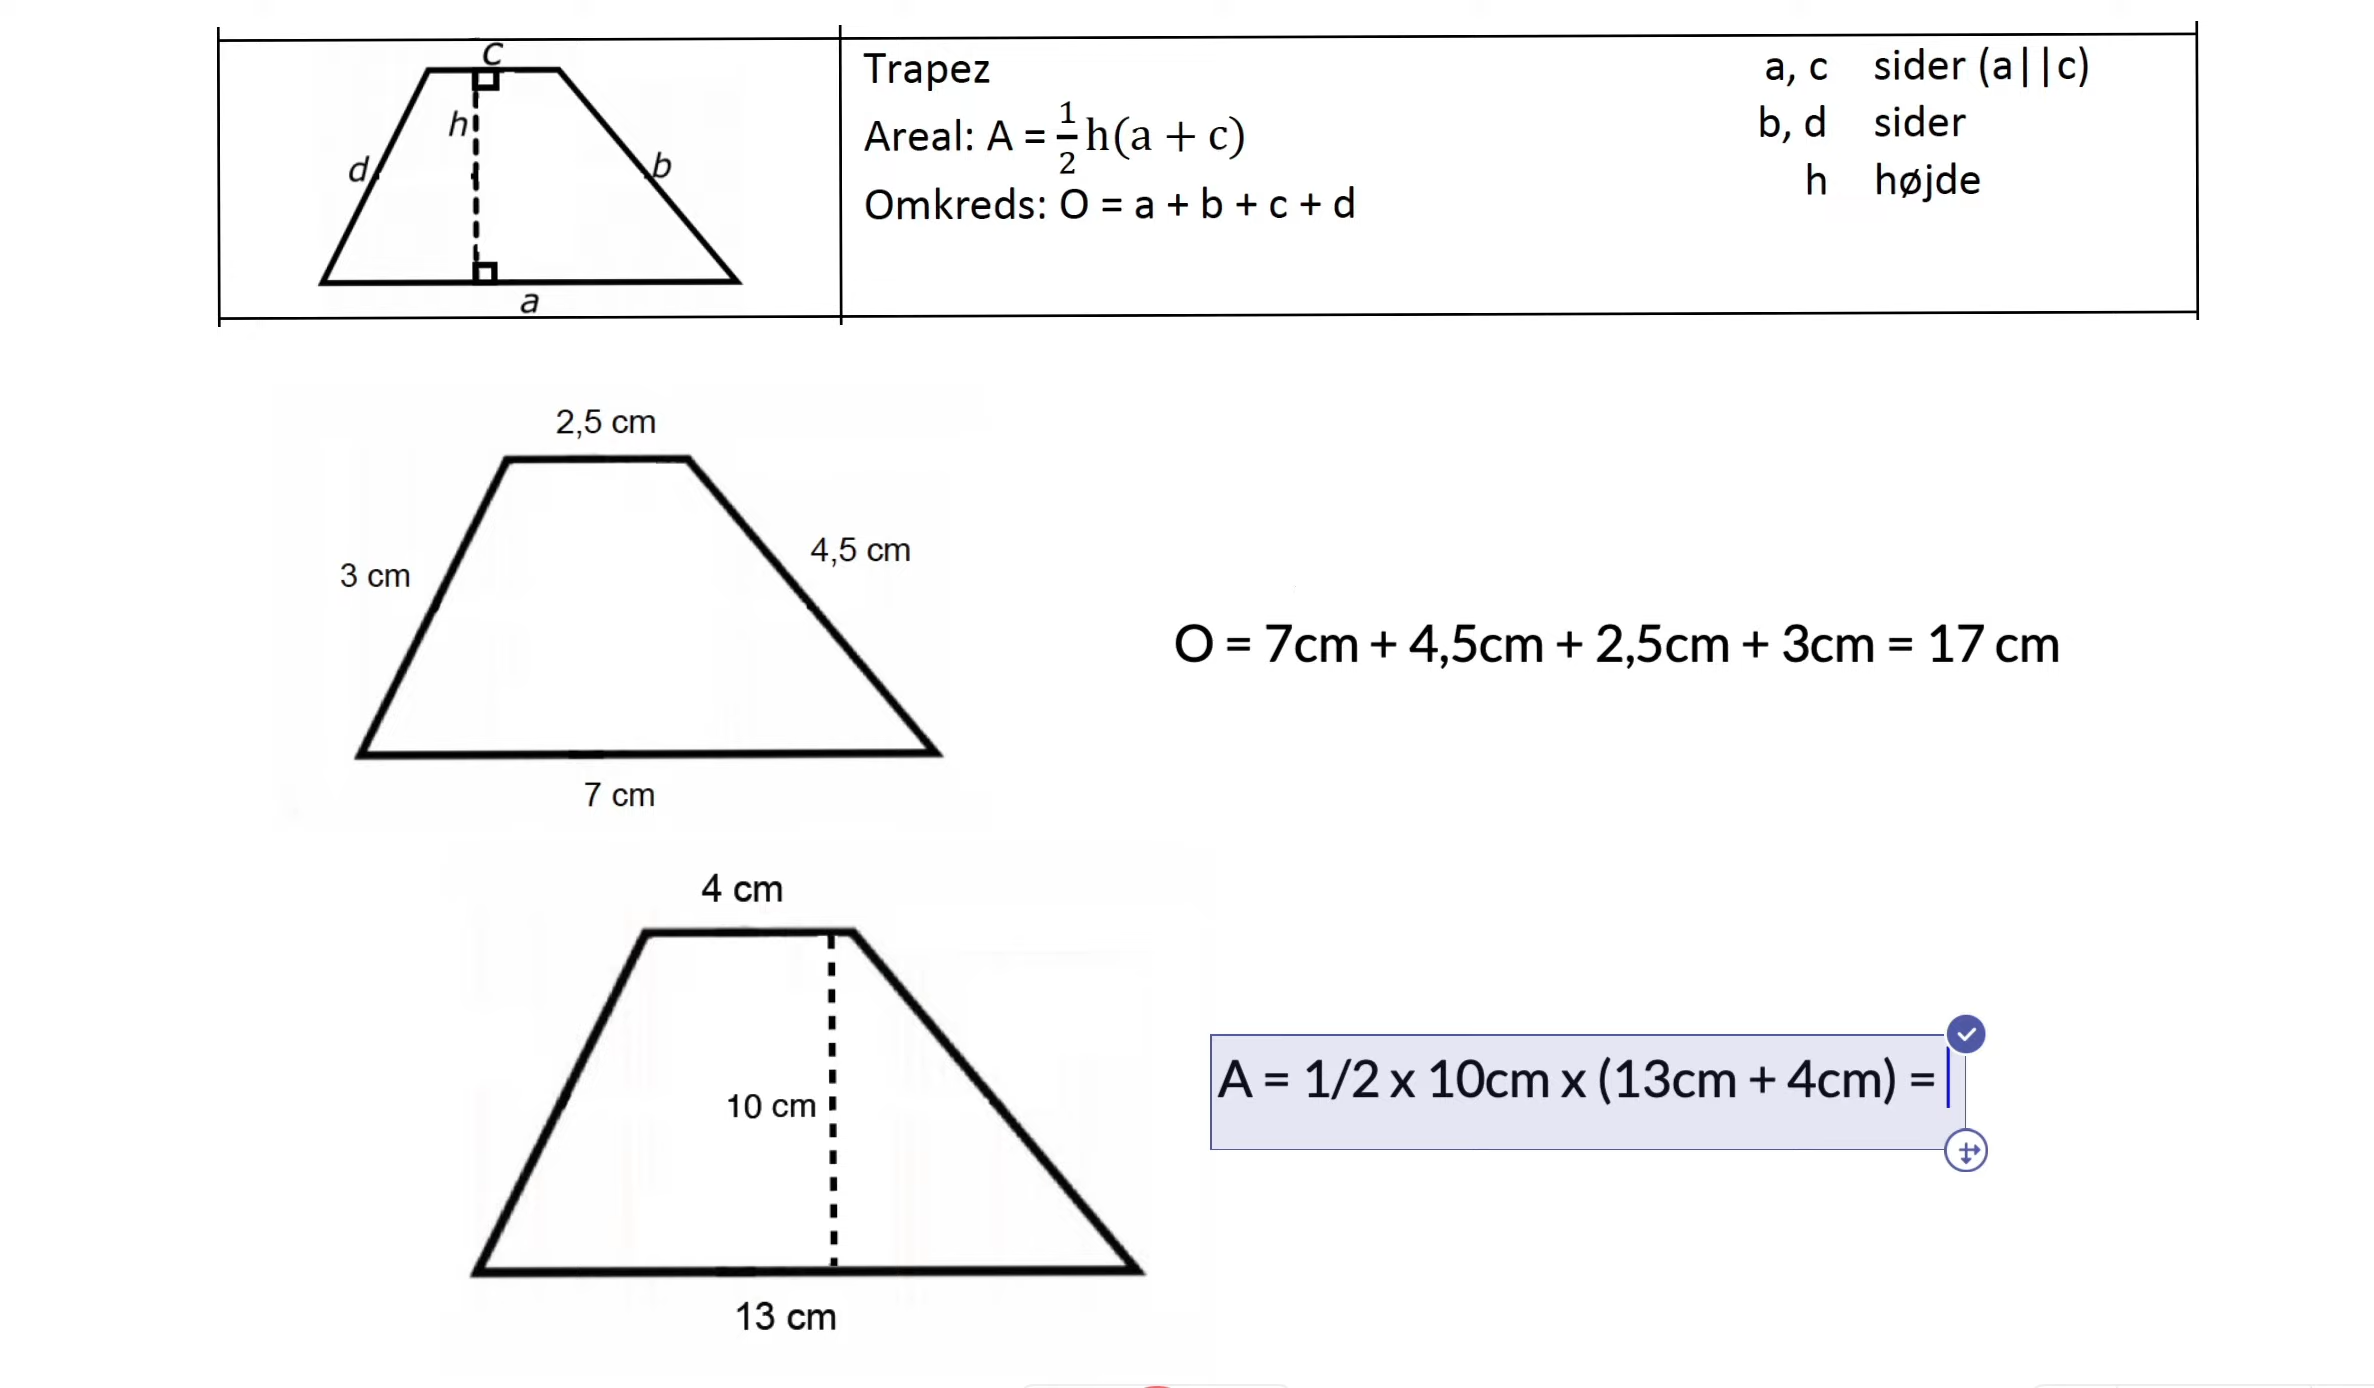 c
h
d
b
a
Trapez
Areal: A = 1/2 h(a + c)
Omkreds: O = a + b + c + d
a, c sider (a||c)
b, d sider
h højde
2,5 cm
3 cm
4,5 cm
7 cm
O = 7cm + 4,5cm + 2,5cm + 3cm = 17 cm
4 cm
10 cm
13 cm
A = 1/2 x 10cm x (13cm + 4cm) =